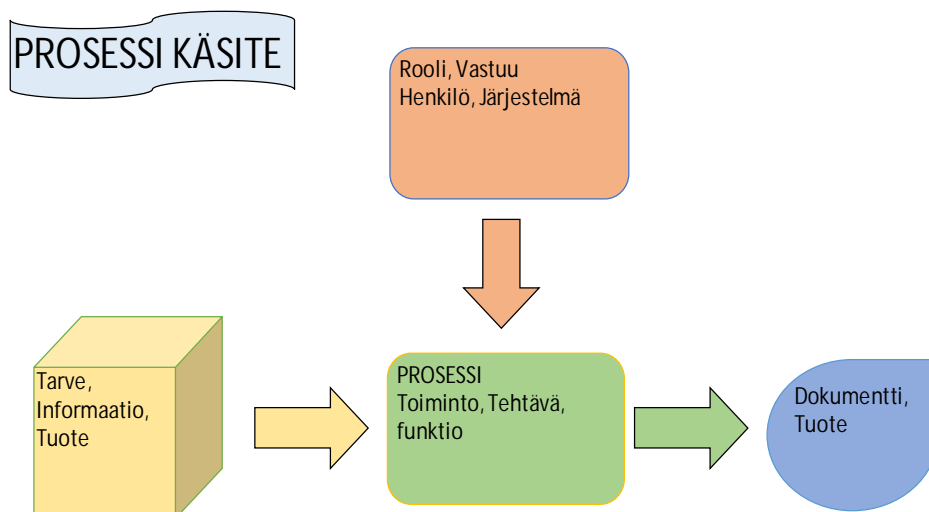 PROSESSI KÄSITE
Rooli, Vastuu
Henkilö, Järjestelmä
Tarve,
Informaatio,
Tuote
PROSESSI
Toiminto, Tehtävä,
funktio
Dokumentti,
Tuote